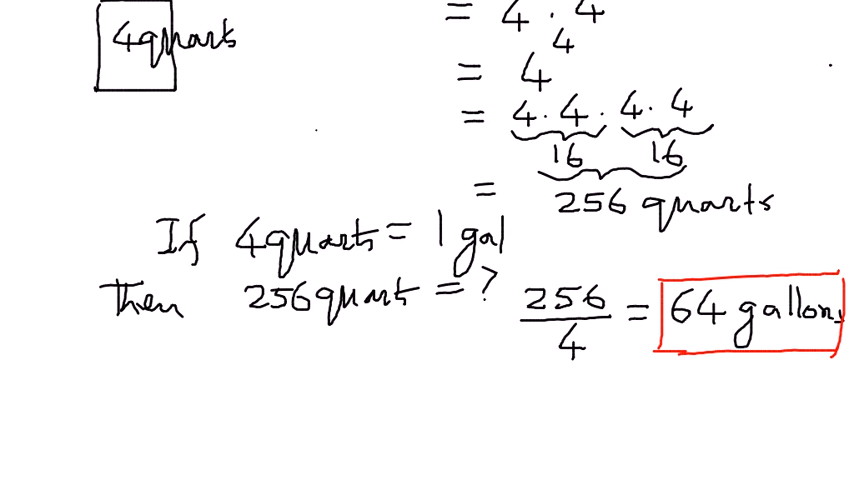 4quarts
= 4 · 4
= 4^4
= 4 · 4 · 4 · 4
16 16
= 256 quarts
If 4quarts = 1 gal
then 256quart = ?
256/4 = 64 gallons